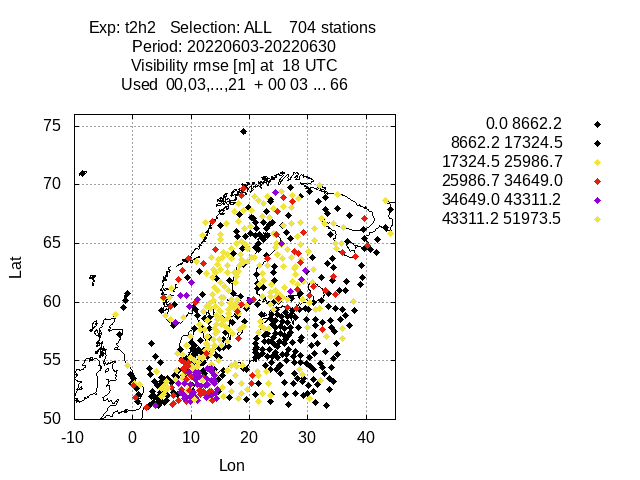 Exp: t2h2 Selection: ALL 704 stations
Period: 20220603-20220630
Visibility rmse [m] at 18 UTC
Used 00,03,...,21 + 00 03 ... 66
0.0 8662.2
8662.2 17324.5
17324.5 25986.7
25986.7 34649.0
34649.0 43311.2
43311.2 51973.5
75
70
65
60
55
50
Lat
-10 0 10 20 30 40
Lon